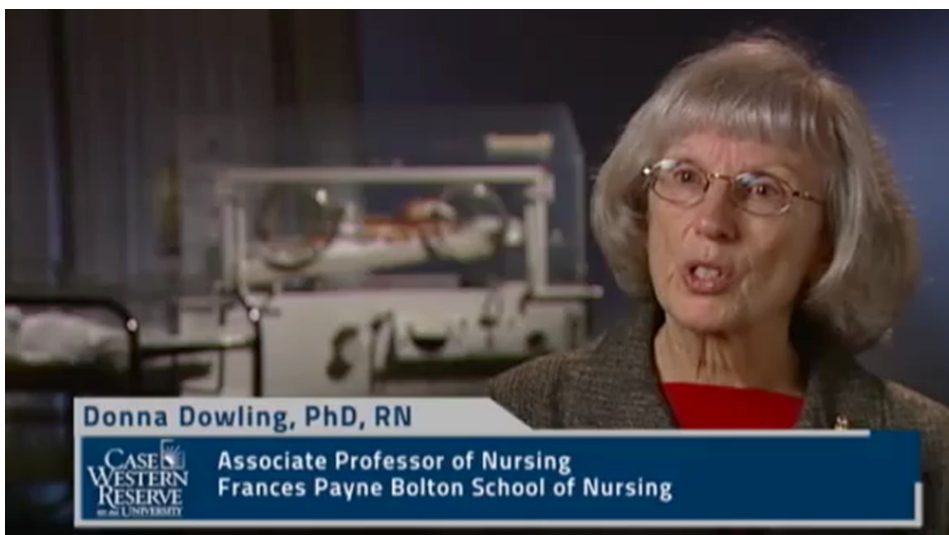 Donna Dowling, PhD, RN
CASE
WESTERN
RESERVE
UNIVERSITY
Associate Professor of Nursing
Frances Payne Bolton School of Nursing